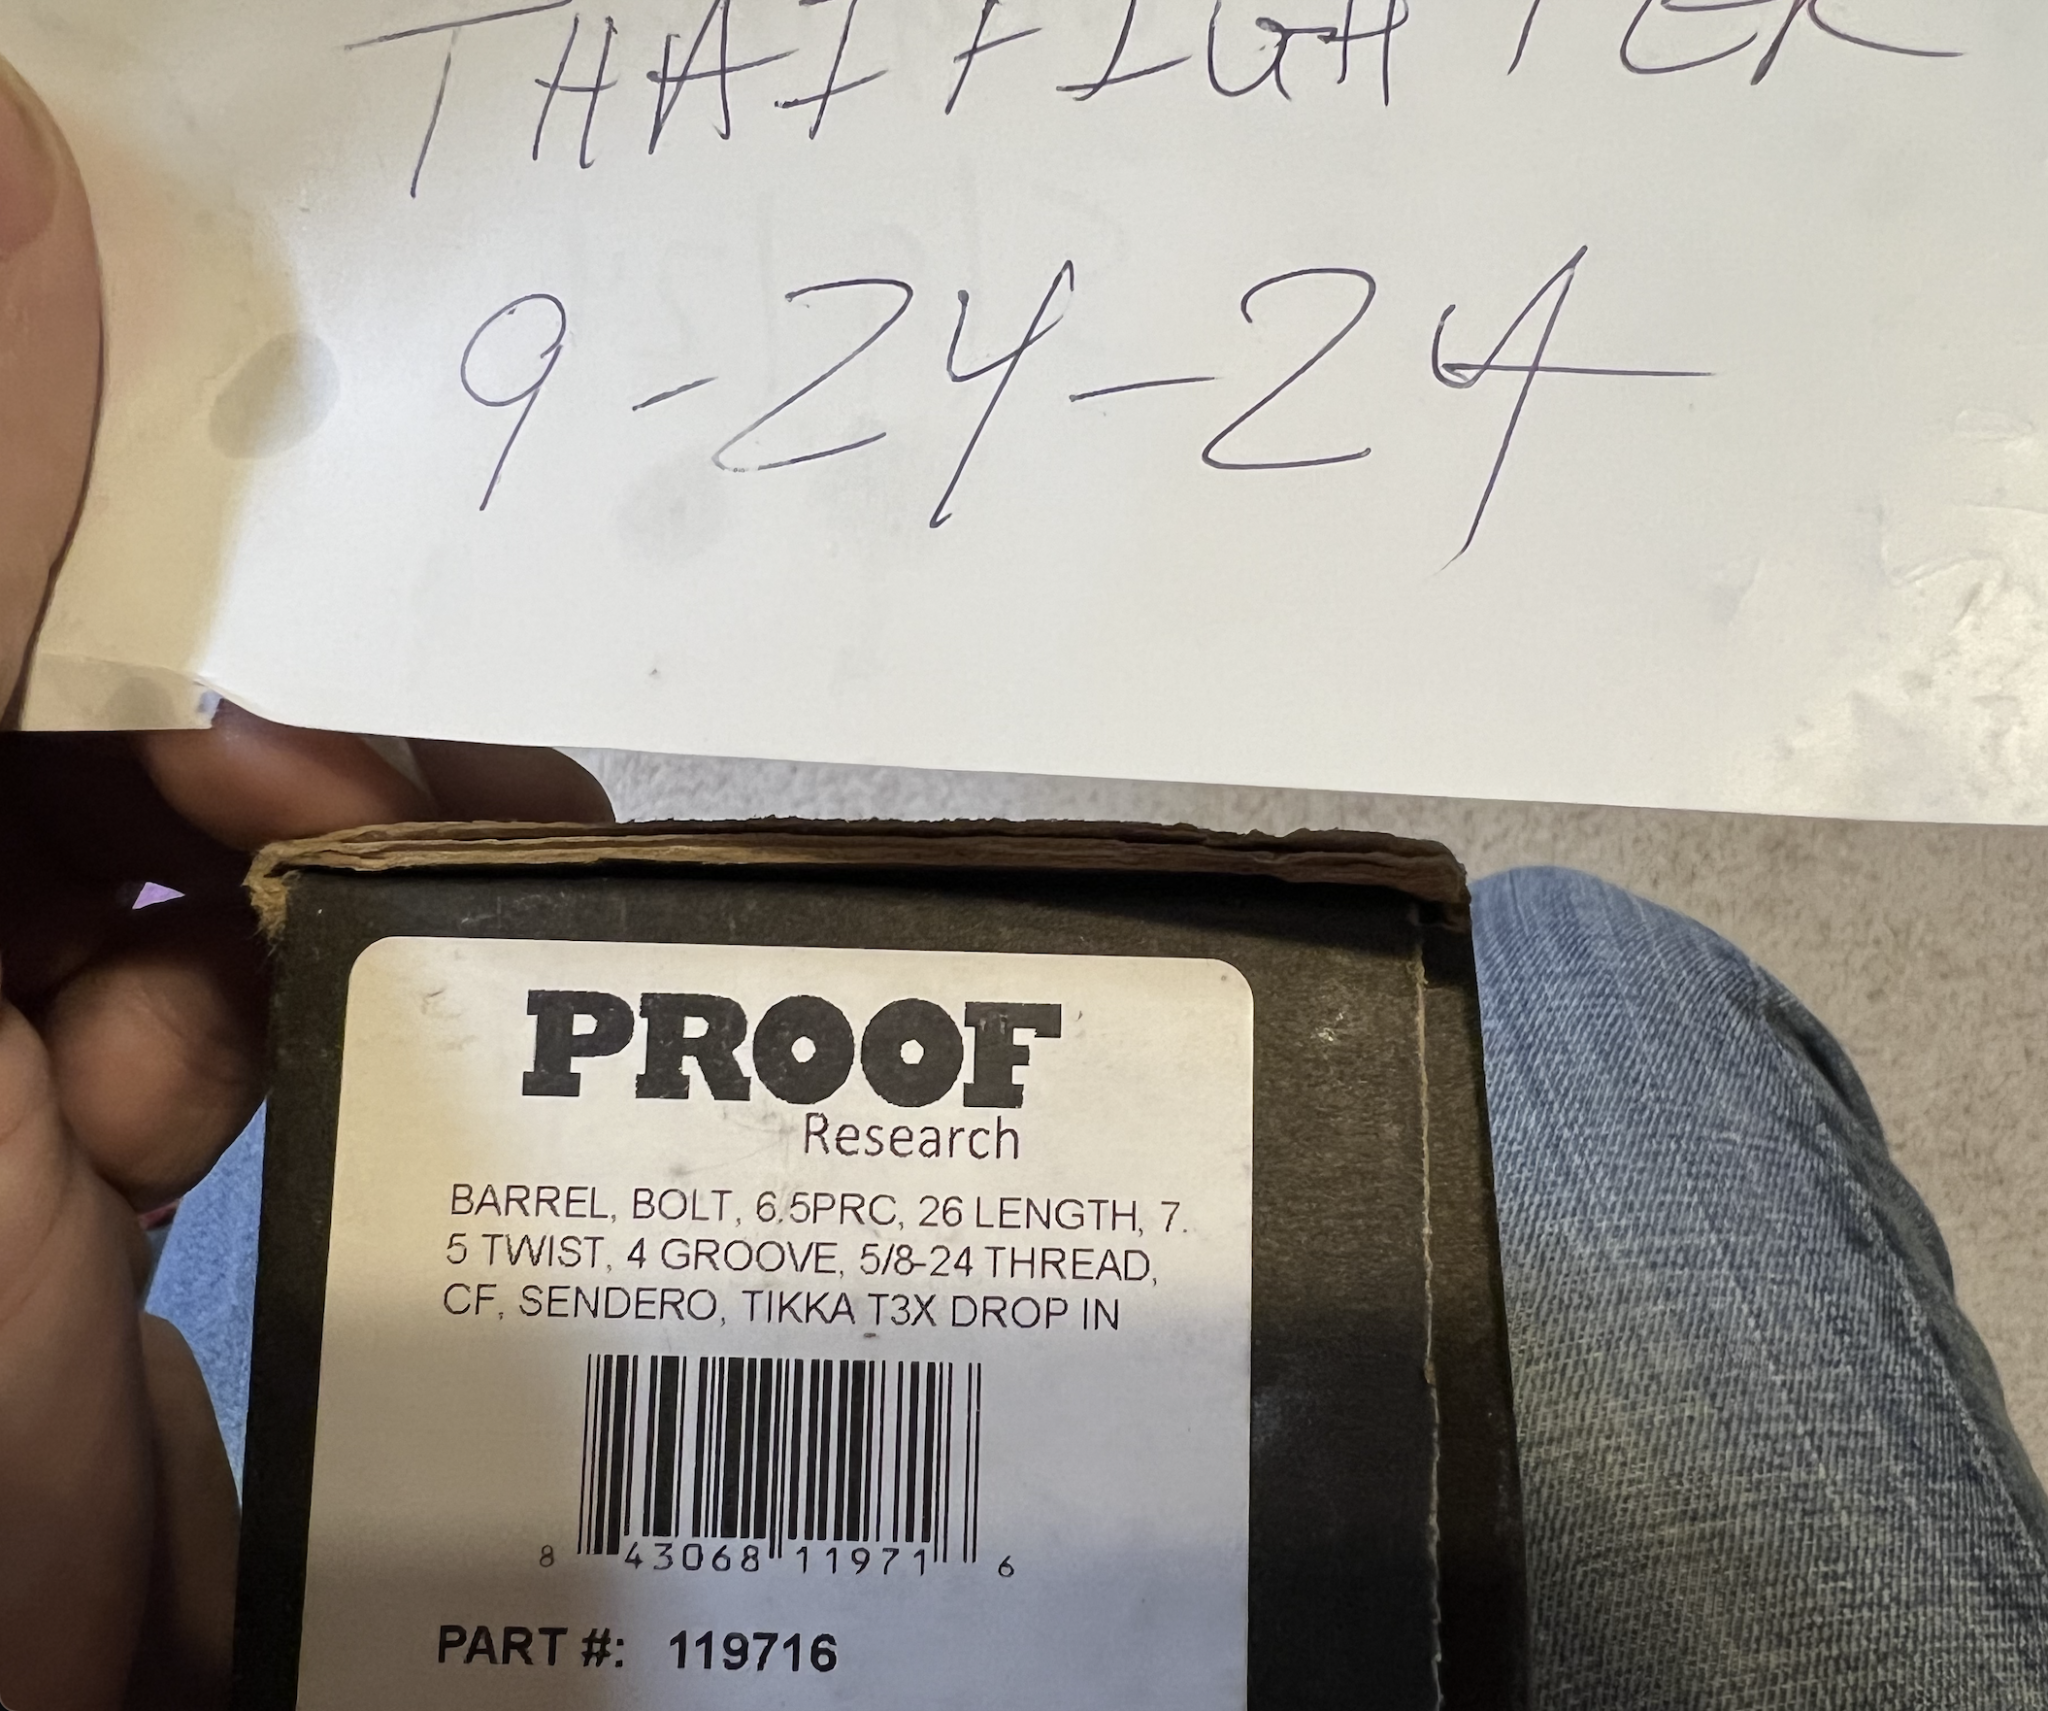 THAIFIGHTER
9-24-24
PROOF
Research
BARREL, BOLT, 6.5PRC, 26 LENGTH, 7.
5 TWIST, 4 GROOVE, 5/8-24 THREAD,
CF, SENDERO, TIKKA T3X DROP IN
8 43068 11971 6
PART #: 119716